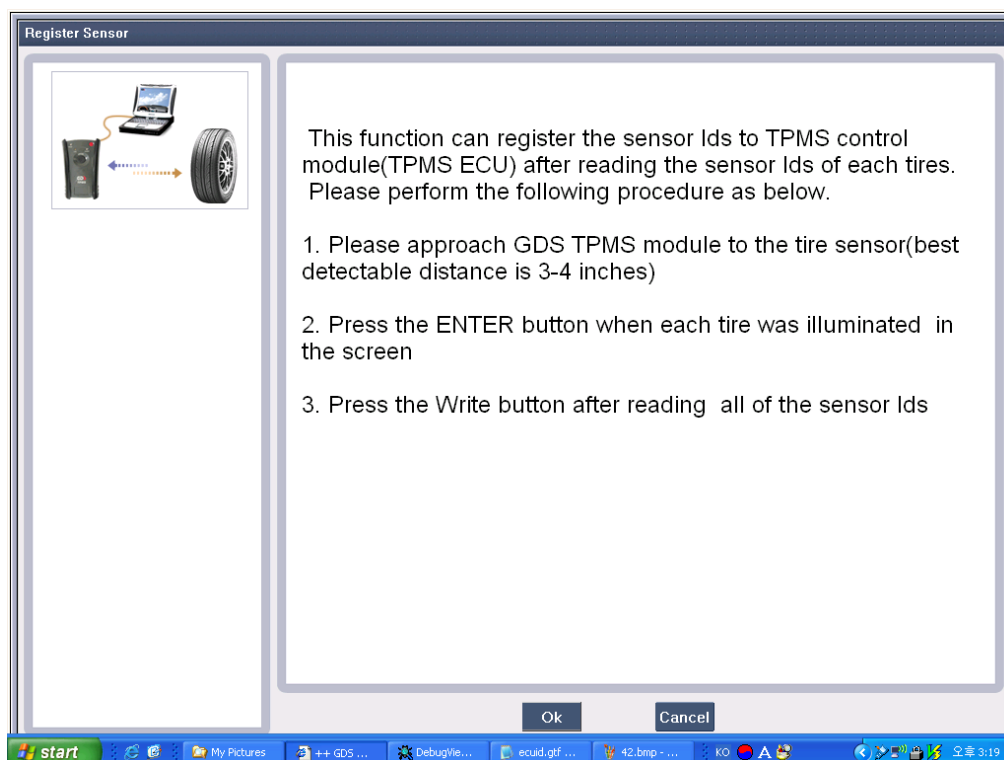 Register Sensor
This function can register the sensor Ids to TPMS control
module(TPMS ECU) after reading the sensor Ids of each tires.
Please perform the following procedure as below.
1. Please approach GDS TPMS module to the tire sensor(best
detectable distance is 3-4 inches)
2. Press the ENTER button when each tire was illuminated  in
the screen
3. Press the Write button after reading  all of the sensor Ids
Ok
Cancel
start
My Pictures
++ GDS ...
DebugVie...
ecuid.gtf ...
42.bmp - ...
KO
A
오후 3:19